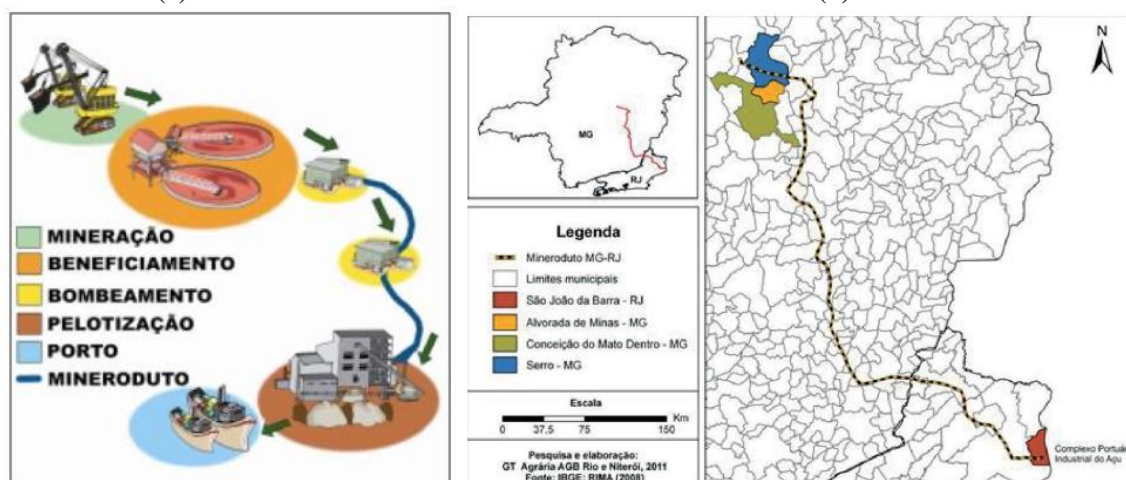 MINERAÇÃO
BENEFICIAMENTO
BOMBEAMENTO
PELOTIZAÇÃO
PORTO
MINERODUTO
MG
RJ
Legenda
Mineroduto MG-RJ
Limites municipais
São João da Barra - RJ
Alvorada de Minas - MG
Conceição do Mato Dentro - MG
Serro - MG
Escala
Km
0 37,5 75 150
Pesquisa e elaboração:
GT Agrária AGB Rio e Niterói, 2011
Fonte: IBGE; RIMA (2008)
N
Complexo Portuá
Industrial do Açu